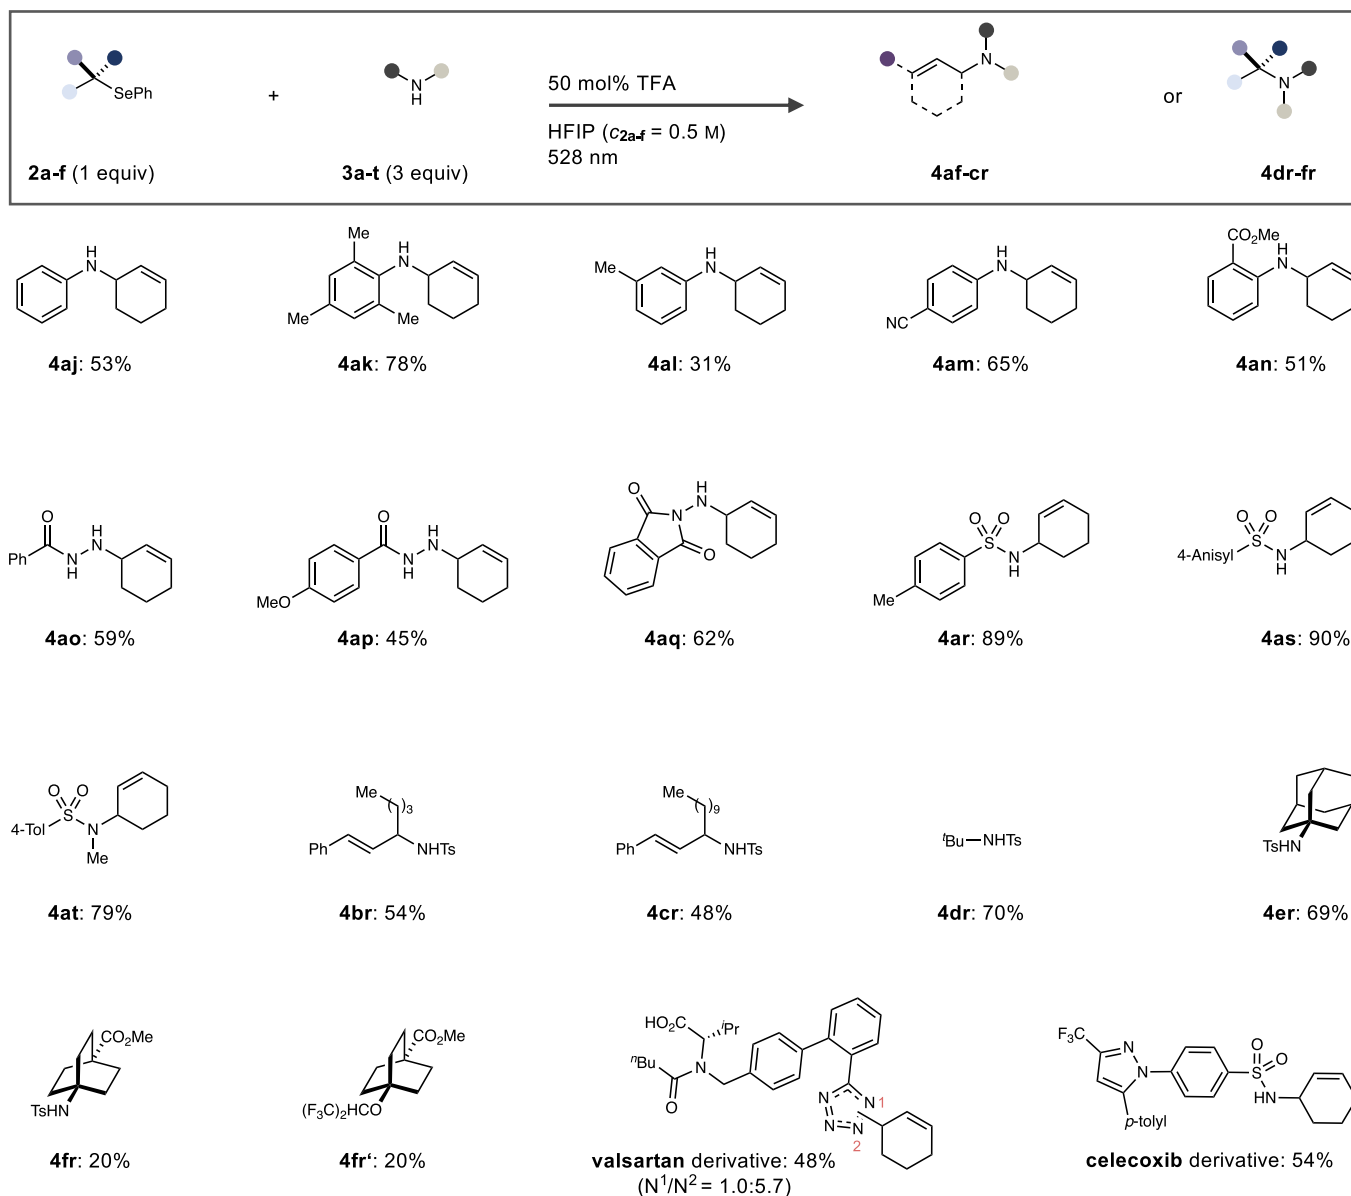 SePh
+
N
H
50 mol% TFA
HFIP (c2a-f = 0.5 M)
528 nm
N
or
N
2a-f (1 equiv)
3a-t (3 equiv)
4af-cr
4dr-fr
H
N
Me
H
N
Me
Me
Me
H
N
NC
H
N
CO2Me
H
N
4aj: 53%
4ak: 78%
4al: 31%
4am: 65%
4an: 51%
O
Ph
N
H
H
N
O
MeO
N
H
H
N
O
N
O
H
N
O O
S
N
H
Me
O O
S
4-Anisyl
N
H
4ao: 59%
4ap: 45%
4aq: 62%
4ar: 89%
4as: 90%
O O
S
4-Tol
N
Me
Me
( )3
Ph
NHTs
Me
( )9
Ph
NHTs
tBu
NHTs
TsHN
4at: 79%
4br: 54%
4cr: 48%
4dr: 70%
4er: 69%
CO2Me
TsHN
CO2Me
(F3C)2HCO
HO2C
iPr
nBu
N
O
N
N
N
N
1
2
F3C
N
N
p-tolyl
O
O
S
N
H
4fr: 20%
4fr‘: 20%
valsartan derivative: 48%
(N1/N2 = 1.0:5.7)
celecoxib derivative: 54%